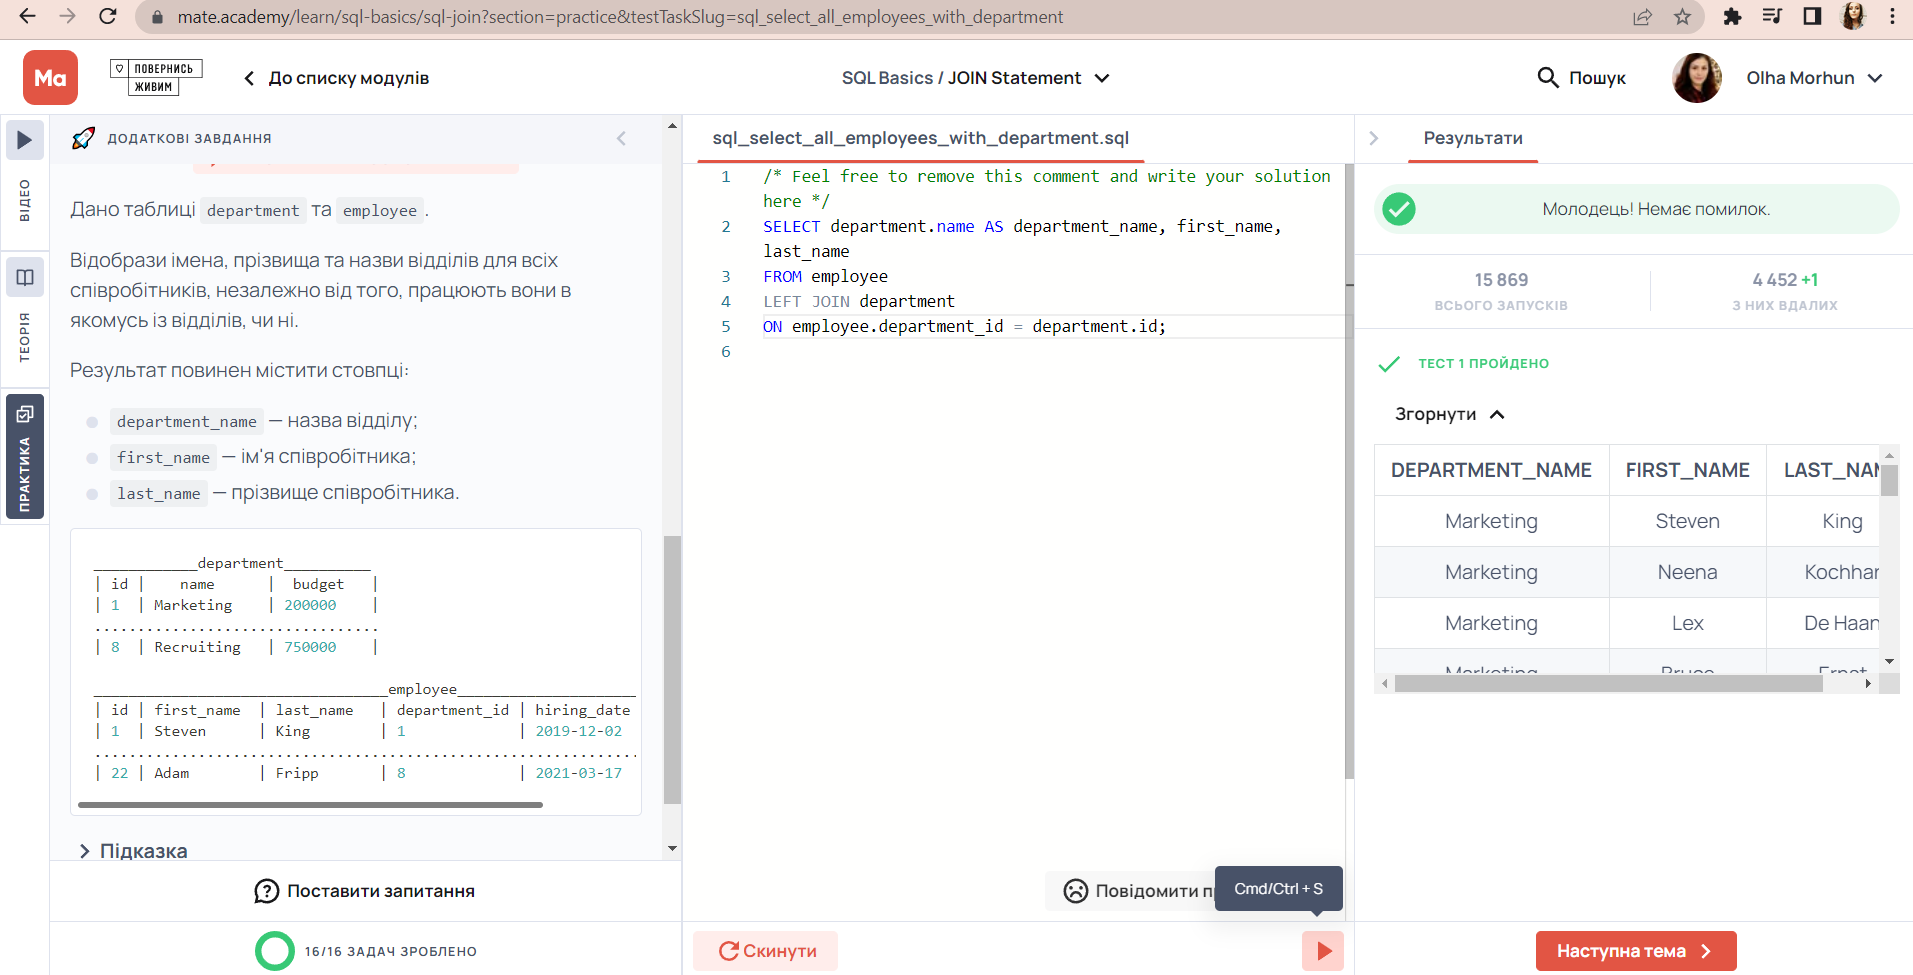 mate.academy/learn/sql-basics/sql-join?section=practice&testTaskSlug=sql_select_all_employees_with_department
Ma
ПОВЕРНИСЬ
ЖИВИМ
До списку модулів
SQL Basics / JOIN Statement
Пошук
Olha Morhun
ВІДЕО
ТЕОРІЯ
ПРАКТИКА
ДОДАТКОВІ ЗАВДАННЯ
Дано таблиці department та employee.
Відобрази імена, прізвища та назви відділів для всіх
співробітників, незалежно від того, працюють вони в
якомусь із відділів, чи ні.
Результат повинен містити стовпці:
department_name — назва відділу;
first_name — ім'я співробітника;
last_name — прізвище співробітника.
____________department__________
| id | name | budget |
| 1 | Marketing | 200000 |
.................................
| 8 | Recruiting | 750000 |
__________________________________employee_____________________
| id | first_name | last_name | department_id | hiring_date
| 1 | Steven | King | 1 | 2019-12-02
...............................................................
| 22 | Adam | Fripp | 8 | 2021-03-17
Підказка
Поставити запитання
16/16 ЗАДАЧ ЗРОБЛЕНО
sql_select_all_employees_with_department.sql
1 /* Feel free to remove this comment and write your solution
here */
2 SELECT department.name AS department_name, first_name,
last_name
3 FROM employee
4 LEFT JOIN department
5 ON employee.department_id = department.id;
6
Повідомити п
Cmd/Ctrl + S
Скинути
Результати
Молодець! Немає помилок.
15 869
ВСЬОГО ЗАПУСКІВ
4 452 +1
З НИХ ВДАЛИХ
ТЕСТ 1 ПРОЙДЕНО
Згорнути
DEPARTMENT_NAME FIRST_NAME LAST_NAM
Marketing Steven King
Marketing Neena Kochhar
Marketing Lex De Haan
Marketing Bruce Ernst
Наступна тема